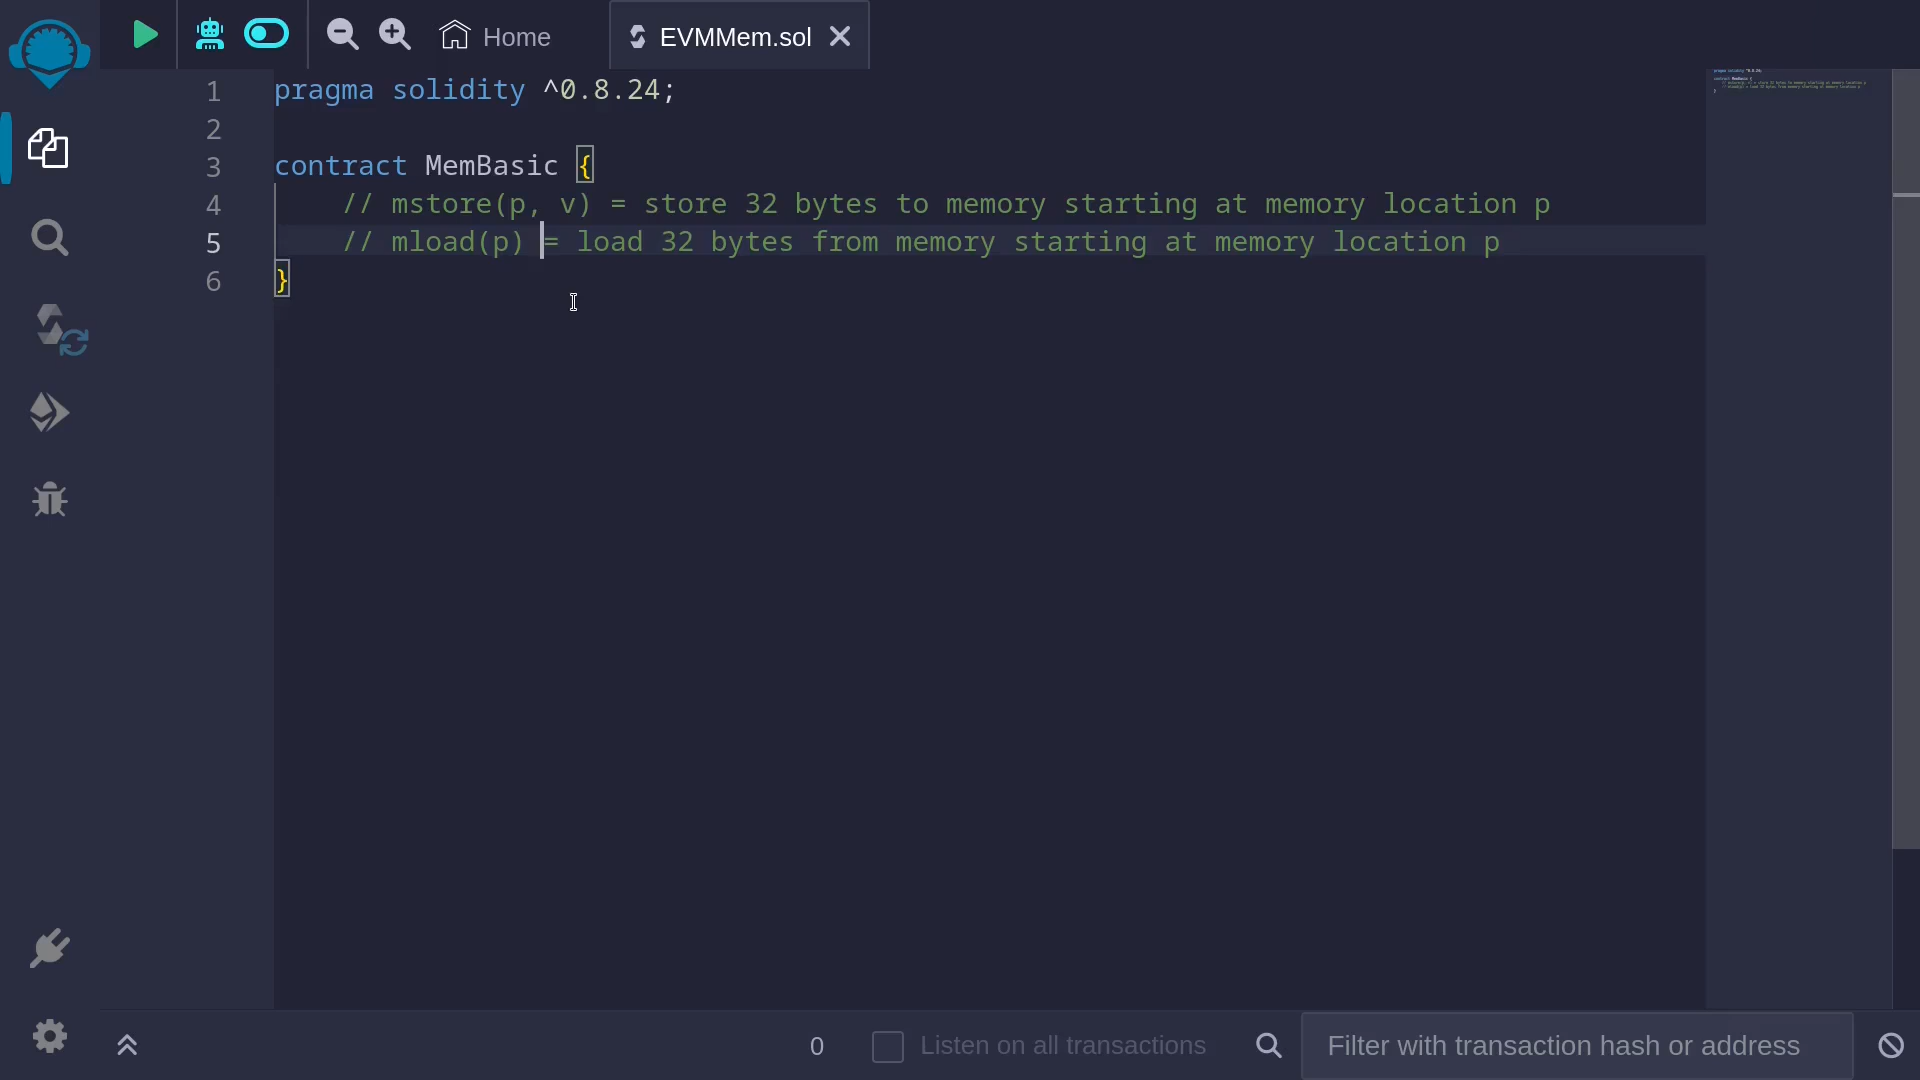 Home
EVMMem.sol
1 pragma solidity ^0.8.24;
2
3 contract MemBasic {
4 // mstore(p, v) = store 32 bytes to memory starting at memory location p
5 // mload(p) = load 32 bytes from memory starting at memory location p
6 }
0
Listen on all transactions
Filter with transaction hash or address